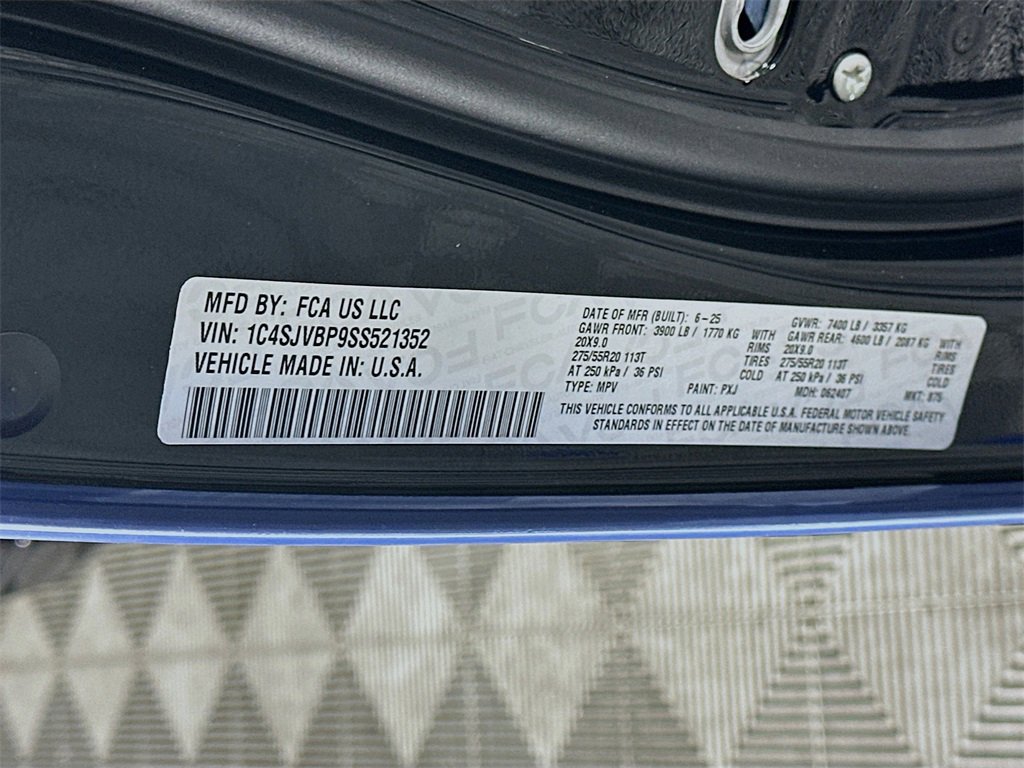 MFD BY: FCA US LLC
VIN: 1C4SJVBP9SS521352
VEHICLE MADE IN: U.S.A.
DATE OF MFR (BUILT): 6-25 GVWR: 7400 LB / 3357 KG
GAWR FRONT: 3900 LB / 1770 KG WITH GAWR REAR: 4600 LB / 2087 KG WITH
20X9.0 RIMS 20X9.0 RIMS
275/55R20 113T TIRES 275/55R20 113T TIRES
AT 250 kPa / 36 PSI COLD AT 250 kPa / 36 PSI COLD
TYPE: MPV PAINT: PXJ MDH: 062407 MKT: 875
THIS VEHICLE CONFORMS TO ALL APPLICABLE U.S.A. FEDERAL MOTOR VEHICLE SAFETY
STANDARDS IN EFFECT ON THE DATE OF MANUFACTURE SHOWN ABOVE.